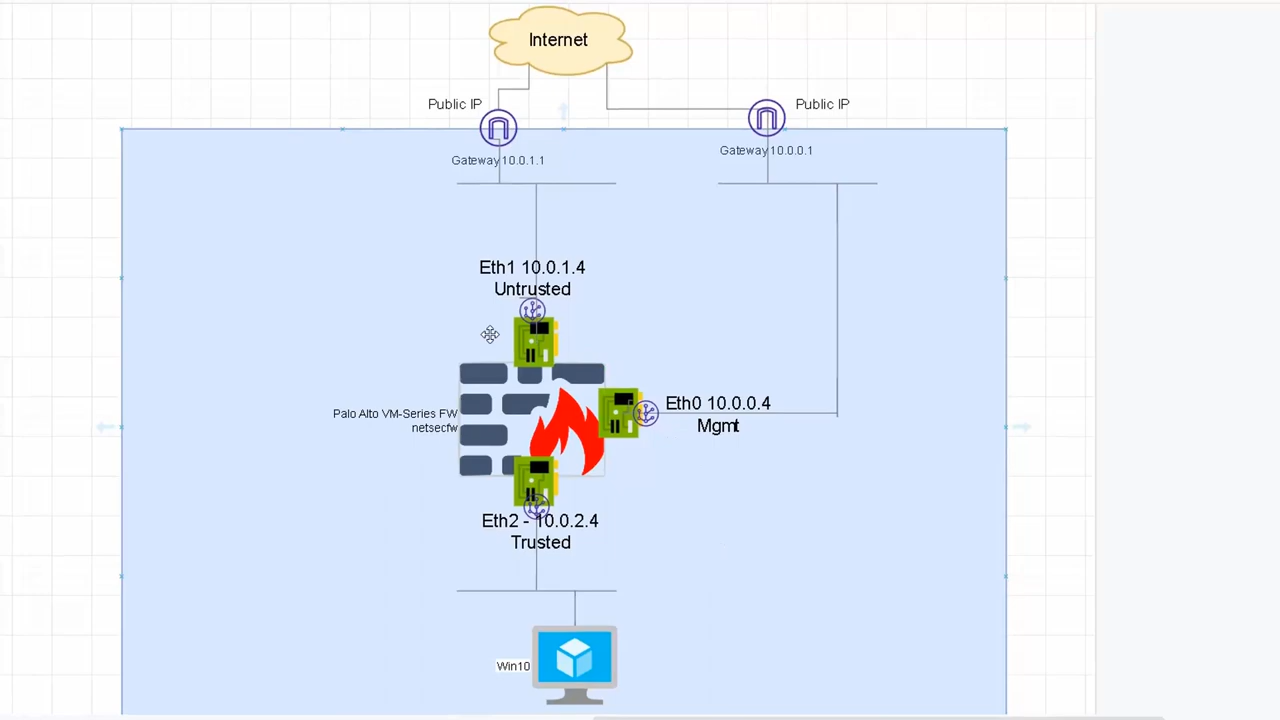 Internet
Public IP
Public IP
Gateway 10.0.1.1
Gateway 10.0.0.1
Eth1 10.0.1.4
Untrusted
Palo Alto VM-Series FW
netsecfw
Eth0 10.0.0.4
Mgmt
Eth2 - 10.0.2.4
Trusted
Win10